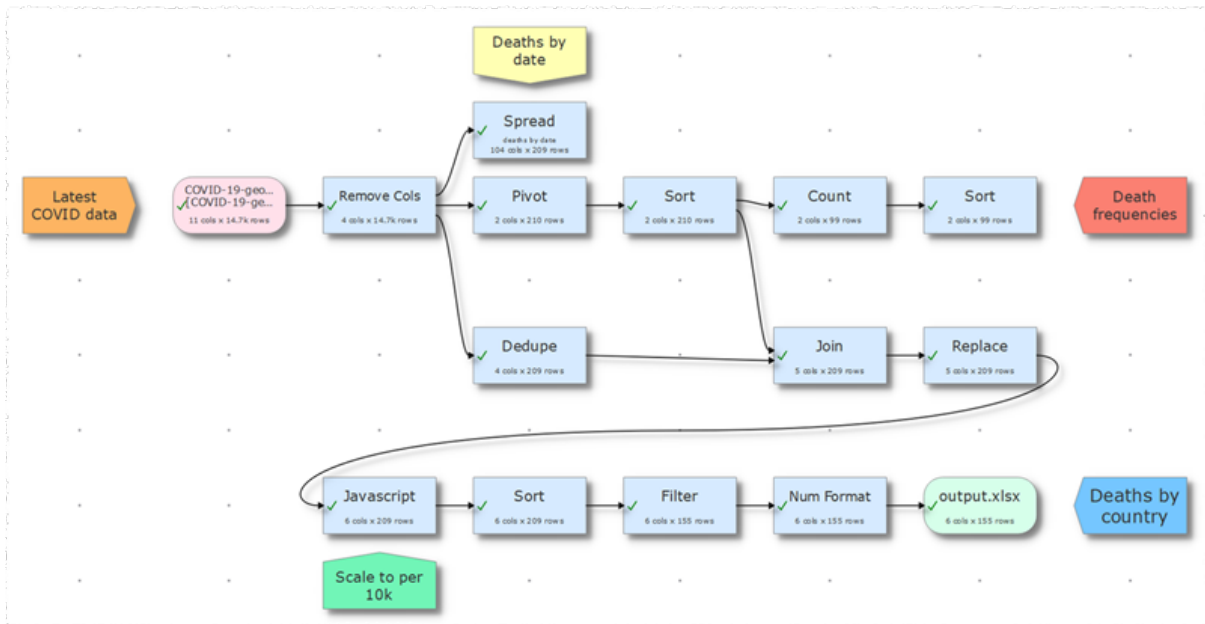 Deaths by
date
Spread
deaths by date
104 cols x 209 rows
Latest
COVID data
COVID-19-geo...
[COVID-19-ge...
11 cols x 14.7k rows
Remove Cols
4 cols x 14.7k rows
Pivot
2 cols x 210 rows
Sort
2 cols x 210 rows
Count
2 cols x 99 rows
Sort
2 cols x 99 rows
Death
frequencies
Dedupe
4 cols x 209 rows
Join
5 cols x 209 rows
Replace
5 cols x 209 rows
Javascript
6 cols x 209 rows
Sort
6 cols x 209 rows
Filter
6 cols x 155 rows
Num Format
6 cols x 155 rows
output.xlsx
6 cols x 155 rows
Deaths by
country
Scale to per
10k